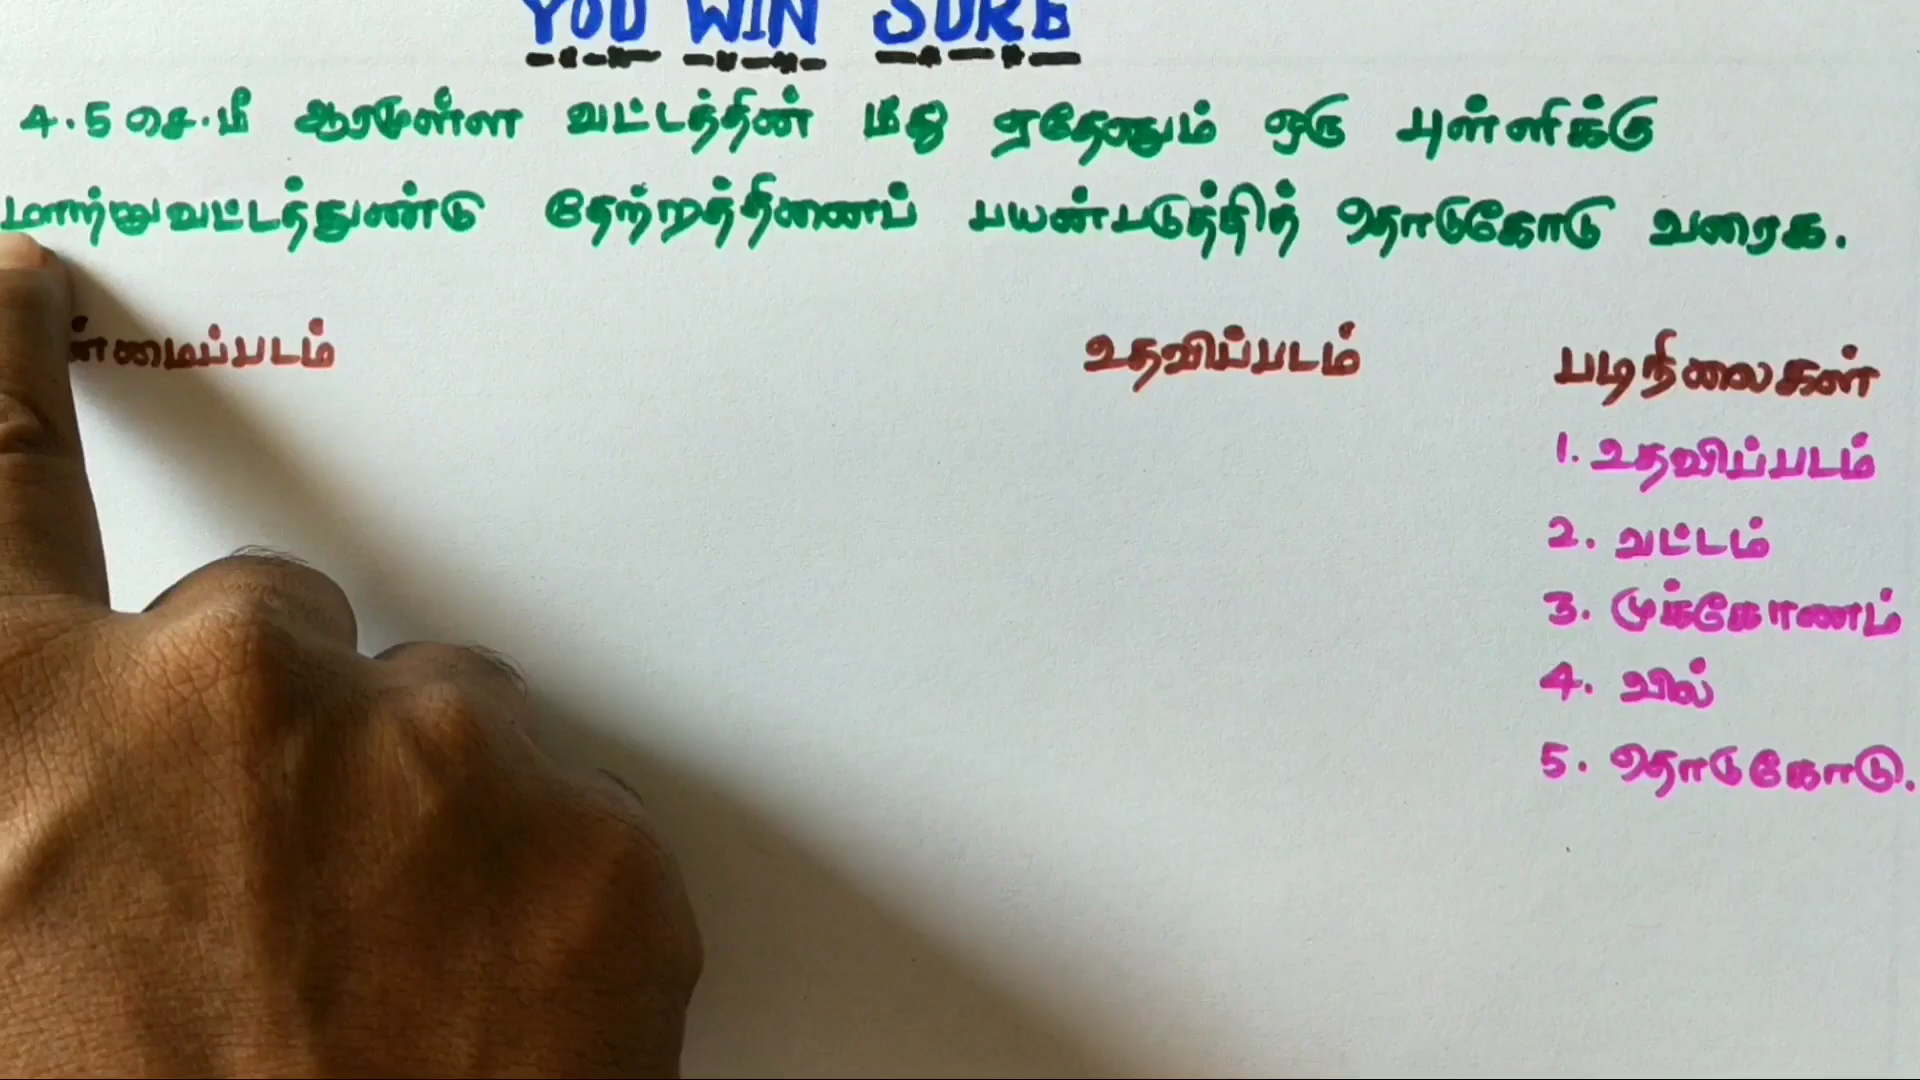 YOU WIN SURE
4.5 செ.மீ ஆரமுள்ள வட்டத்தின் மீது ஏதேனும் ஒரு புள்ளிக்கு
மாற்றுவட்டத்துண்டு தேற்றத்தினைப் பயன்படுத்தித் தொடுகோடு வரைக.
ன்மைப்படம்
உதவிப்படம்
படிநிலைகள்
1. உதவிப்படம்
2. வட்டம்
3. முக்கோணம்
4. வில்
5. தொடுகோடு.